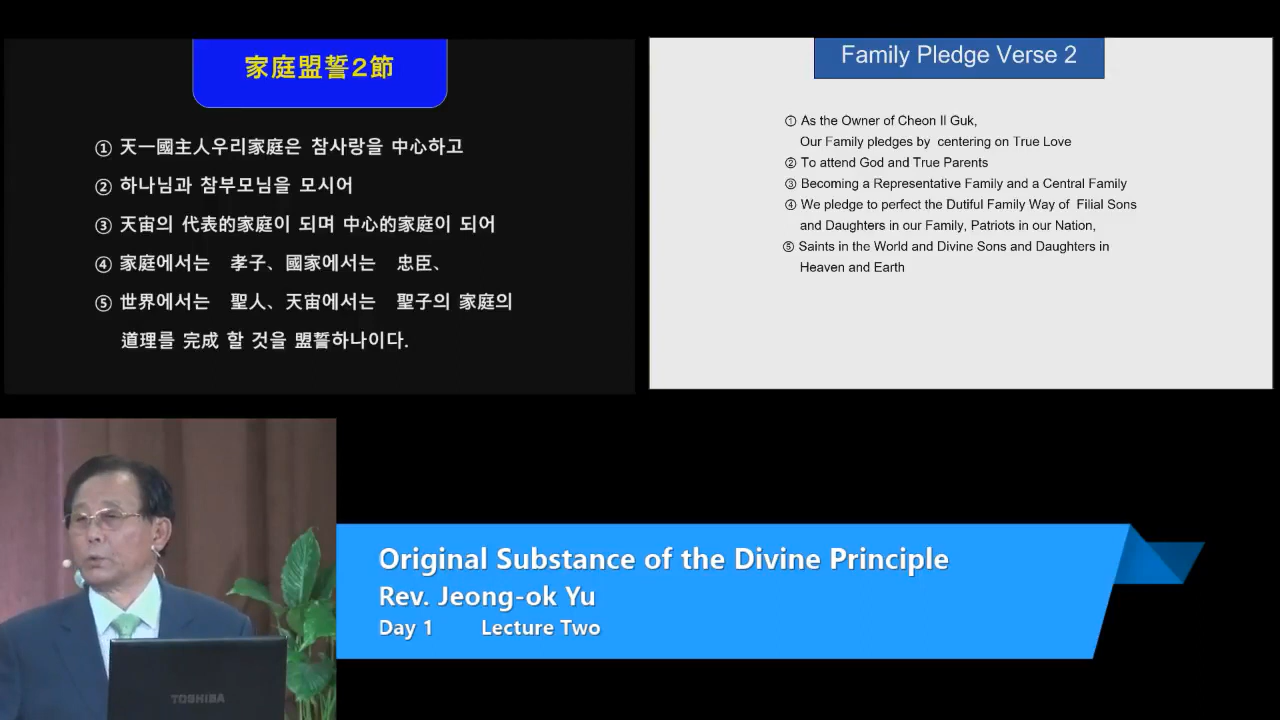 家庭盟誓2節
① 天一國主人우리家庭은 참사랑을 中心하고
② 하나님과 참부모님을 모시어
③ 天宙의 代表的家庭이 되며 中心的家庭이 되어
④ 家庭에서는 孝子、國家에서는 忠臣、
⑤ 世界에서는 聖人、天宙에서는 聖子의 家庭의
道理를 完成 할 것을 盟誓하나이다.
Family Pledge Verse 2
① As the Owner of Cheon Il Guk,
Our Family pledges by centering on True Love
② To attend God and True Parents
③ Becoming a Representative Family and a Central Family
④ We pledge to perfect the Dutiful Family Way of Filial Sons
and Daughters in our Family, Patriots in our Nation,
⑤ Saints in the World and Divine Sons and Daughters in
Heaven and Earth
Original Substance of the Divine Principle
Rev. Jeong-ok Yu
Day 1 Lecture Two
TOSHIBA